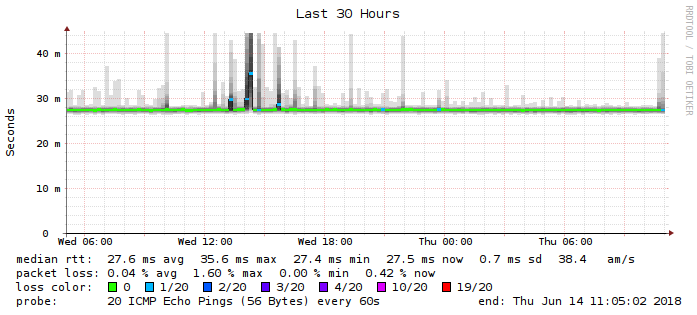 Last 30 Hours
RRDTOOL / TOBI OETIKER
Seconds
40 m
30 m
20 m
10 m
0
Wed 06:00 Wed 12:00 Wed 18:00 Thu 00:00 Thu 06:00
median rtt: 27.6 ms avg 35.6 ms max 27.4 ms min 27.5 ms now 0.7 ms sd 38.4 am/s
packet loss: 0.04 % avg 1.60 % max 0.00 % min 0.42 % now
loss color: 0 1/20 2/20 3/20 4/20 10/20 19/20
probe: 20 ICMP Echo Pings (56 Bytes) every 60s end: Thu Jun 14 11:05:02 2018